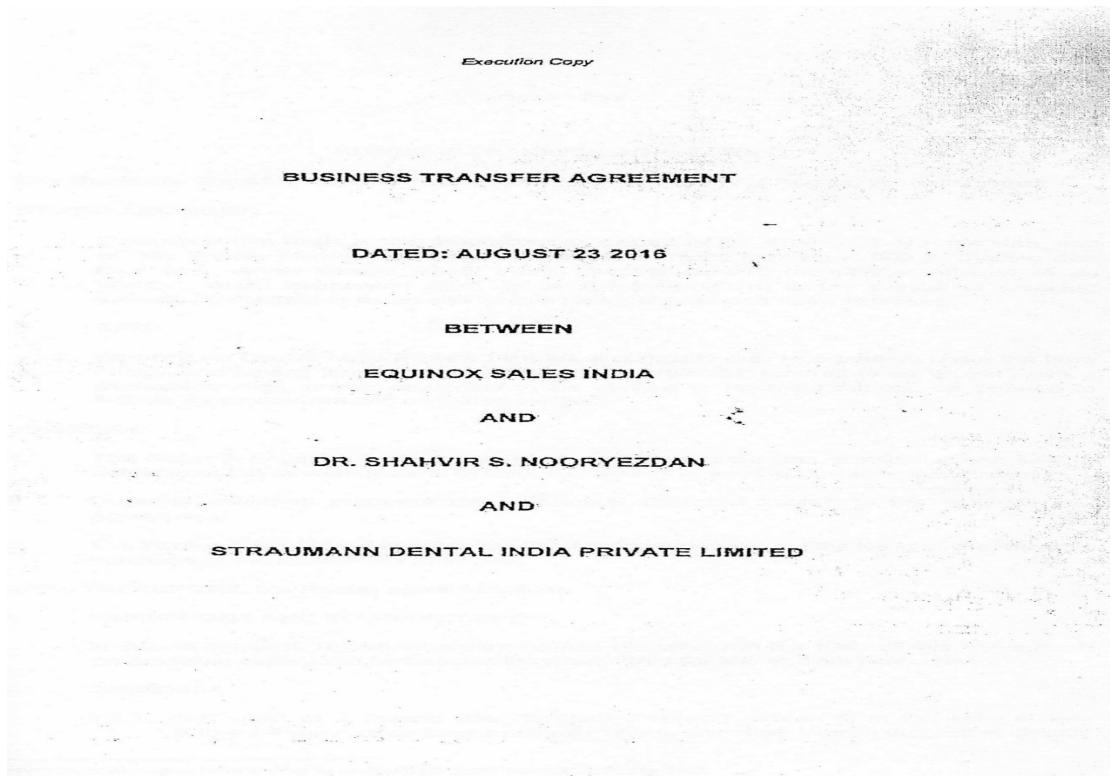 Execution Copy
BUSINESS TRANSFER AGREEMENT
DATED: AUGUST 23 2016
BETWEEN
EQUINOX SALES INDIA
AND
DR. SHAHVIR S. NOORYEZDAN
AND
STRAUMANN DENTAL INDIA PRIVATE LIMITED